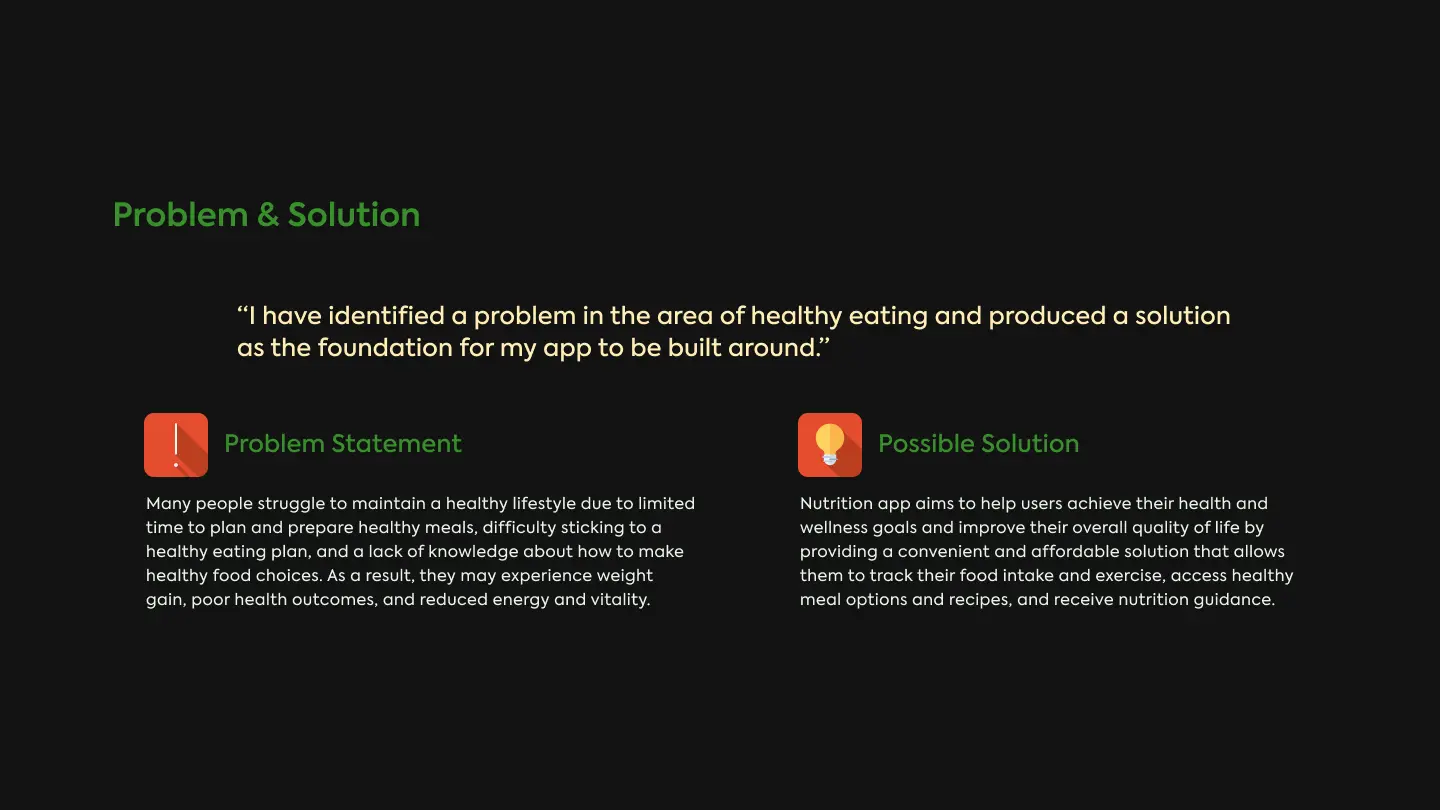 Problem & Solution
“I have identified a problem in the area of healthy eating and produced a solution
as the foundation for my app to be built around.”
Problem Statement
Many people struggle to maintain a healthy lifestyle due to limited
time to plan and prepare healthy meals, difficulty sticking to a
healthy eating plan, and a lack of knowledge about how to make
healthy food choices. As a result, they may experience weight
gain, poor health outcomes, and reduced energy and vitality.
Possible Solution
Nutrition app aims to help users achieve their health and
wellness goals and improve their overall quality of life by
providing a convenient and affordable solution that allows
them to track their food intake and exercise, access healthy
meal options and recipes, and receive nutrition guidance.